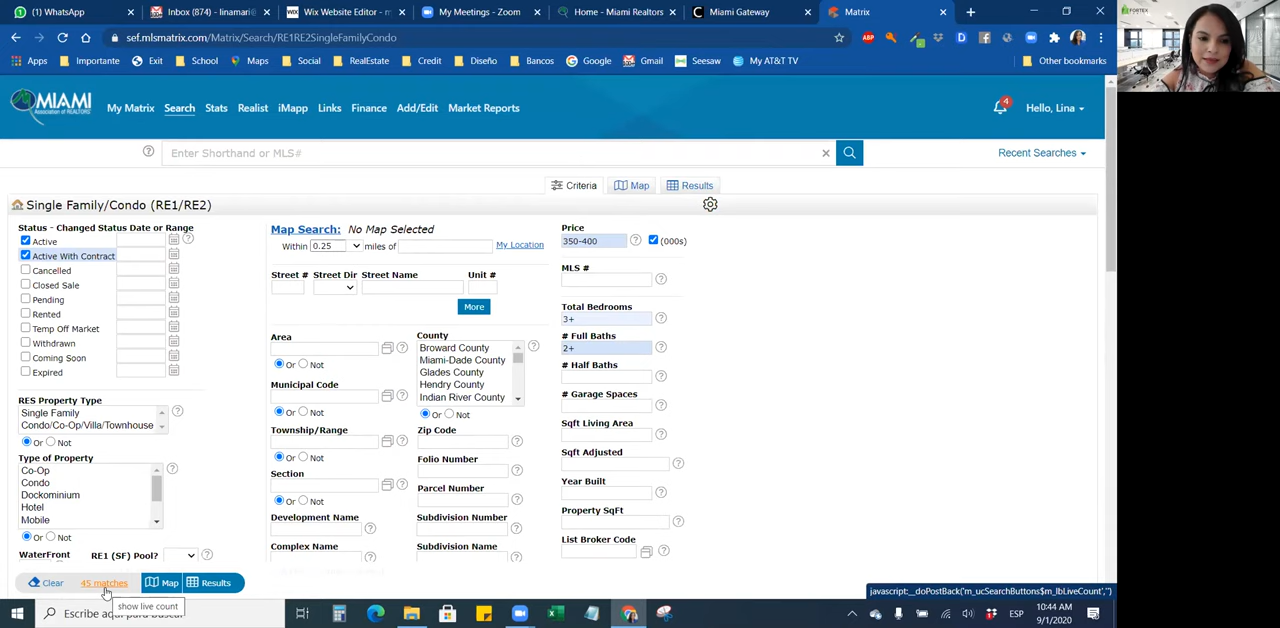 (1) WhatsApp
Inbox (874) - linamari@
Wix Website Editor - m
My Meetings - Zoom
Home - Miami Realtors
Miami Gateway
Matrix
sef.mlsmatrix.com/Matrix/Search/RE1RE2SingleFamilyCondo
Apps Importante Exit School Maps Social RealEstate Credit Diseño Bancos Google Gmail Seesaw My AT&T TV Other bookmarks
MIAMI My Matrix Search Stats Realist iMapp Links Finance Add/Edit Market Reports 4 Hello, Lina
Enter Shorthand or MLS# Recent Searches
Criteria Map Results
Single Family/Condo (RE1/RE2)
Status - Changed Status Date or Range
Active
Active With Contract
Cancelled
Closed Sale
Pending
Rented
Temp Off Market
Withdrawn
Coming Soon
Expired
RES Property Type
Single Family
Condo/Co-Op/Villa/Townhouse
Or Not
Type of Property
Co-Op
Condo
Dockominium
Hotel
Mobile
Or Not
WaterFront RE1 (SF) Pool?
Map Search: No Map Selected
Within 0.25 miles of My Location
Street # Street Dir Street Name Unit #
More
Area
Or Not
Municipal Code
Or Not
Township/Range
Or Not
Section
Or Not
Development Name
Complex Name
County
Broward County
Miami-Dade County
Glades County
Hendry County
Indian River County
Or Not
Zip Code
Folio Number
Parcel Number
Subdivision Number
Subdivision Name
Price
350-400 (000s)
MLS #
Total Bedrooms
3+
# Full Baths
2+
# Half Baths
# Garage Spaces
Sqft Living Area
Sqft Adjusted
Year Built
Property SqFt
List Broker Code
Clear 45 matches Map Results
show live count
javascript:__doPostBack('m_ucSearchButtons$m_lbLiveCount','')
Escribe aquí para buscar
ESP
10:44 AM
9/1/2020
FORTEX